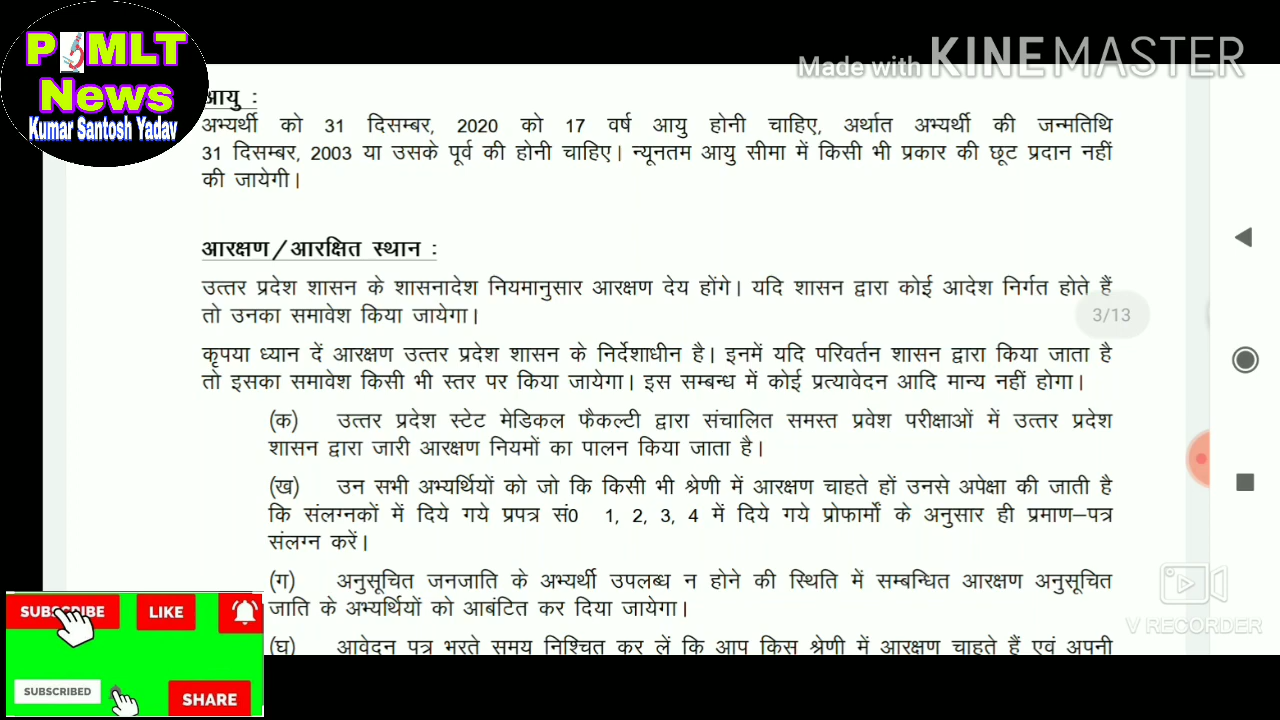 P MLT
News
Kumar Santosh Yadav
Made with KINEMASTER
आयु :
अभ्यर्थी को 31 दिसम्बर, 2020 को 17 वर्ष आयु होनी चाहिए, अर्थात अभ्यर्थी की जन्मतिथि
31 दिसम्बर, 2003 या उसके पूर्व की होनी चाहिए। न्यूनतम आयु सीमा में किसी भी प्रकार की छूट प्रदान नहीं
की जायेगी।
आरक्षण/आरक्षित स्थान :
उत्तर प्रदेश शासन के शासनादेश नियमानुसार आरक्षण देय होंगे। यदि शासन द्वारा कोई आदेश निर्गत होते हैं
तो उनका समावेश किया जायेगा।
3/13
कृपया ध्यान दें आरक्षण उत्तर प्रदेश शासन के निर्देशाधीन है। इनमें यदि परिवर्तन शासन द्वारा किया जाता है
तो इसका समावेश किसी भी स्तर पर किया जायेगा। इस सम्बन्ध में कोई प्रत्यावेदन आदि मान्य नहीं होगा।
(क) उत्तर प्रदेश स्टेट मेडिकल फैकल्टी द्वारा संचालित समस्त प्रवेश परीक्षाओं में उत्तर प्रदेश
शासन द्वारा जारी आरक्षण नियमों का पालन किया जाता है।
(ख) उन सभी अभ्यर्थियों को जो कि किसी भी श्रेणी में आरक्षण चाहते हों उनसे अपेक्षा की जाती है
कि संलग्नकों में दिये गये प्रपत्र सं0 1, 2, 3, 4 में दिये गये प्रोफार्मों के अनुसार ही प्रमाण–पत्र
संलग्न करें।
(ग) अनुसूचित जनजाति के अभ्यर्थी उपलब्ध न होने की स्थिति में सम्बन्धित आरक्षण अनुसूचित
जाति के अभ्यर्थियों को आबंटित कर दिया जायेगा।
(घ) आवेदन पत्र भरते समय निश्चित कर लें कि आप किस श्रेणी में आरक्षण चाहते हैं एवं अपनी
SUBSCRIBE LIKE
SUBSCRIBED SHARE
V RECORDER